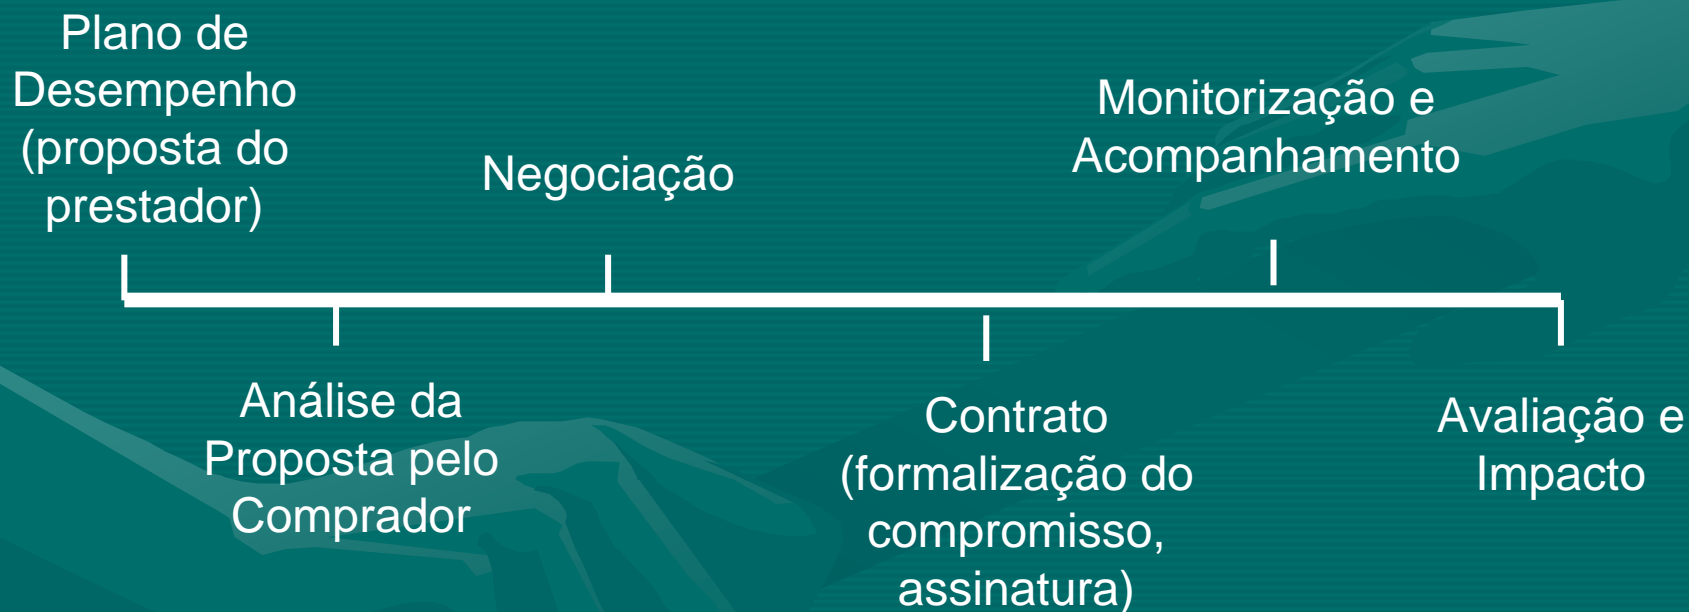 Plano de
Desempenho
(proposta do
prestador)
Negociação
Monitorização e
Acompanhamento
Análise da
Proposta pelo
Comprador
Contrato
(formalização do
compromisso,
assinatura)
Avaliação e
Impacto